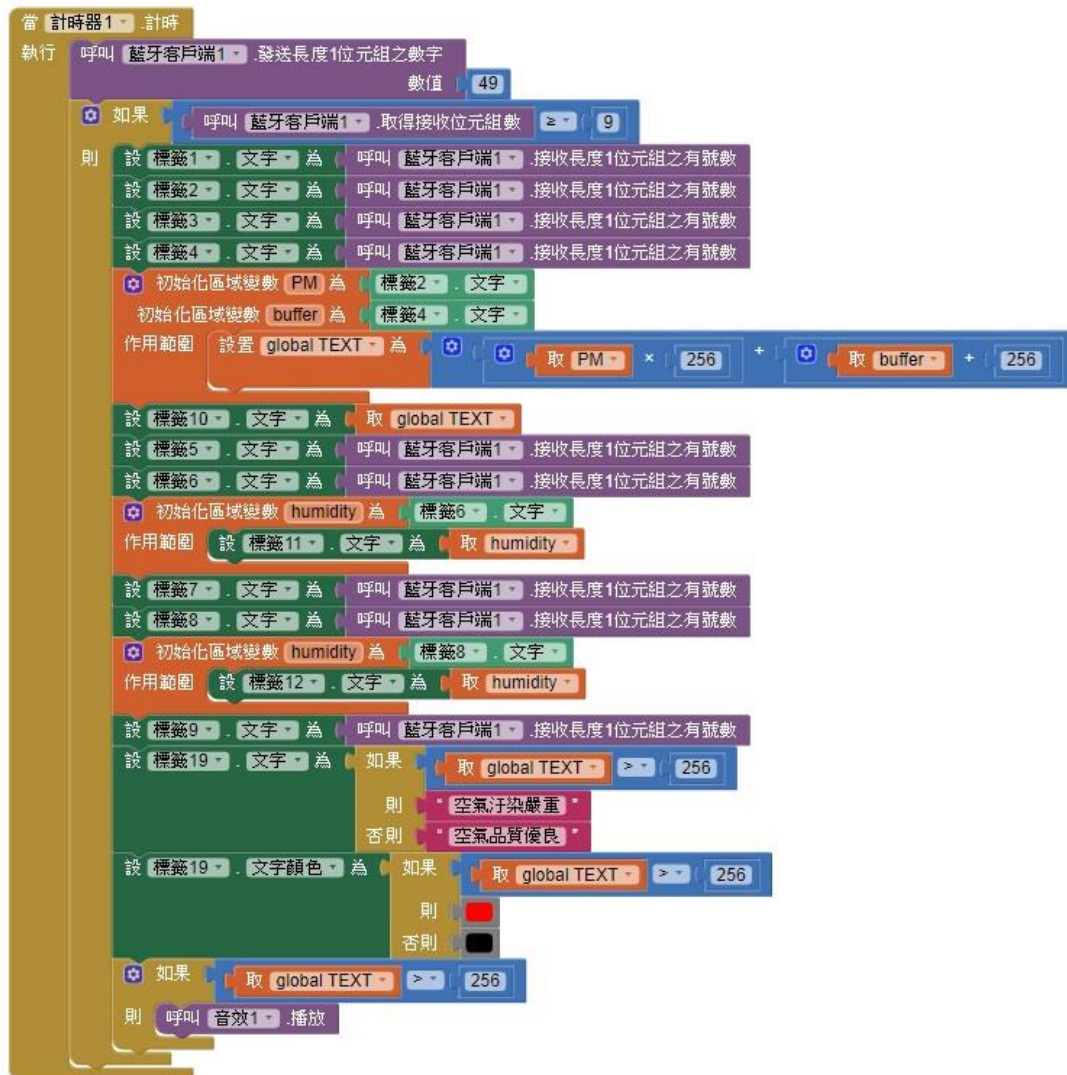 當 計時器1 .計時
執行 呼叫 藍牙客戶端1 .發送長度1位元組之數字
數值 49
如果 呼叫 藍牙客戶端1 .取得接收位元組數 ≥ 9
則 設 標籤1 . 文字 為 呼叫 藍牙客戶端1 .接收長度1位元組之有號數
設 標籤2 . 文字 為 呼叫 藍牙客戶端1 .接收長度1位元組之有號數
設 標籤3 . 文字 為 呼叫 藍牙客戶端1 .接收長度1位元組之有號數
設 標籤4 . 文字 為 呼叫 藍牙客戶端1 .接收長度1位元組之有號數
初始化區域變數 PM 為 標籤2 . 文字
初始化區域變數 buffer 為 標籤4 . 文字
作用範圍 設置 global TEXT 為 取 PM × 256 + 取 buffer + 256
設 標籤10 . 文字 為 取 global TEXT
設 標籤5 . 文字 為 呼叫 藍牙客戶端1 .接收長度1位元組之有號數
設 標籤6 . 文字 為 呼叫 藍牙客戶端1 .接收長度1位元組之有號數
初始化區域變數 humidity 為 標籤6 . 文字
作用範圍 設 標籤11 . 文字 為 取 humidity
設 標籤7 . 文字 為 呼叫 藍牙客戶端1 .接收長度1位元組之有號數
設 標籤8 . 文字 為 呼叫 藍牙客戶端1 .接收長度1位元組之有號數
初始化區域變數 humidity 為 標籤8 . 文字
作用範圍 設 標籤12 . 文字 為 取 humidity
設 標籤9 . 文字 為 呼叫 藍牙客戶端1 .接收長度1位元組之有號數
設 標籤19 . 文字 為 如果 取 global TEXT > 256
則 " 空氣汙染嚴重 "
否則 " 空氣品質優良 "
設 標籤19 . 文字顏色 為 如果 取 global TEXT > 256
則
否則
如果 取 global TEXT > 256
則 呼叫 音效1 .播放